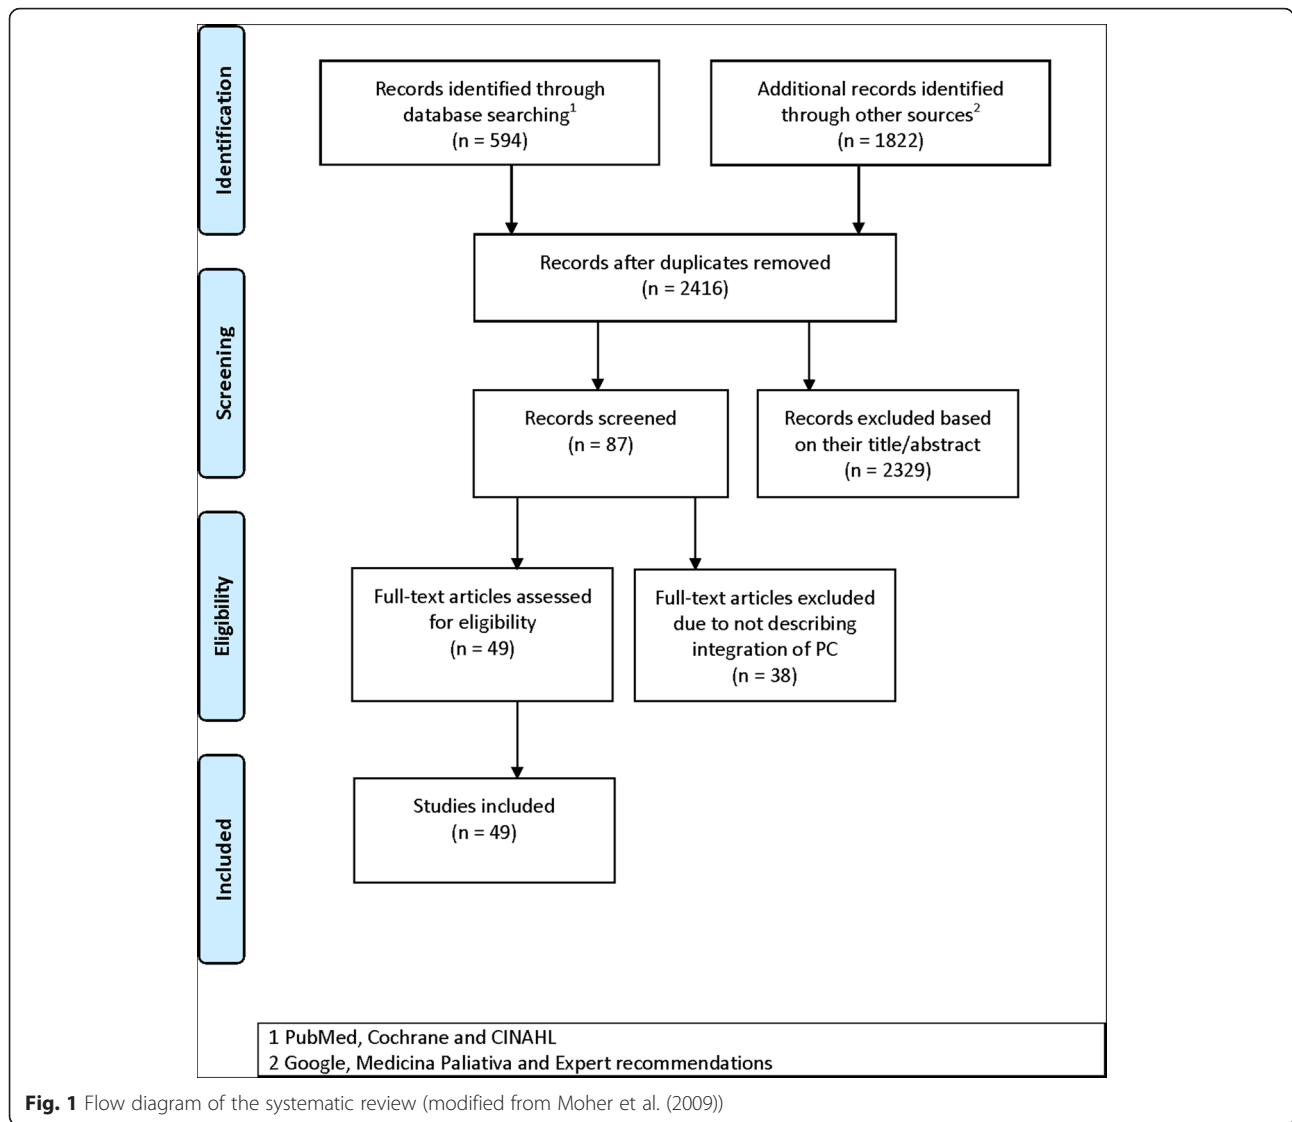 Identification
Records identified through
database searching1
(n = 594)
Additional records identified
through other sources2
(n = 1822)
Records after duplicates removed
(n = 2416)
Screening
Records screened
(n = 87)
Records excluded based
on their title/abstract
(n = 2329)
Eligibility
Full-text articles assessed
for eligibility
(n = 49)
Full-text articles excluded
due to not describing
integration of PC
(n = 38)
Included
Studies included
(n = 49)
1 PubMed, Cochrane and CINAHL
2 Google, Medicina Paliativa and Expert recommendations
Fig. 1 Flow diagram of the systematic review (modified from Moher et al. (2009))